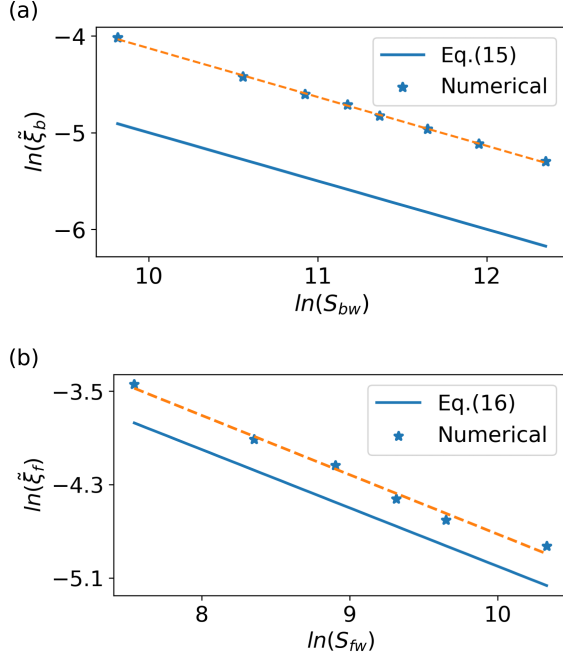 (a)
−4
−5
−6
ln(ξ̃_b)
Eq.(15)
Numerical
10
11
12
ln(S_bw)
(b)
−3.5
−4.3
−5.1
ln(ξ̃_f)
Eq.(16)
Numerical
8
9
10
ln(S_fw)